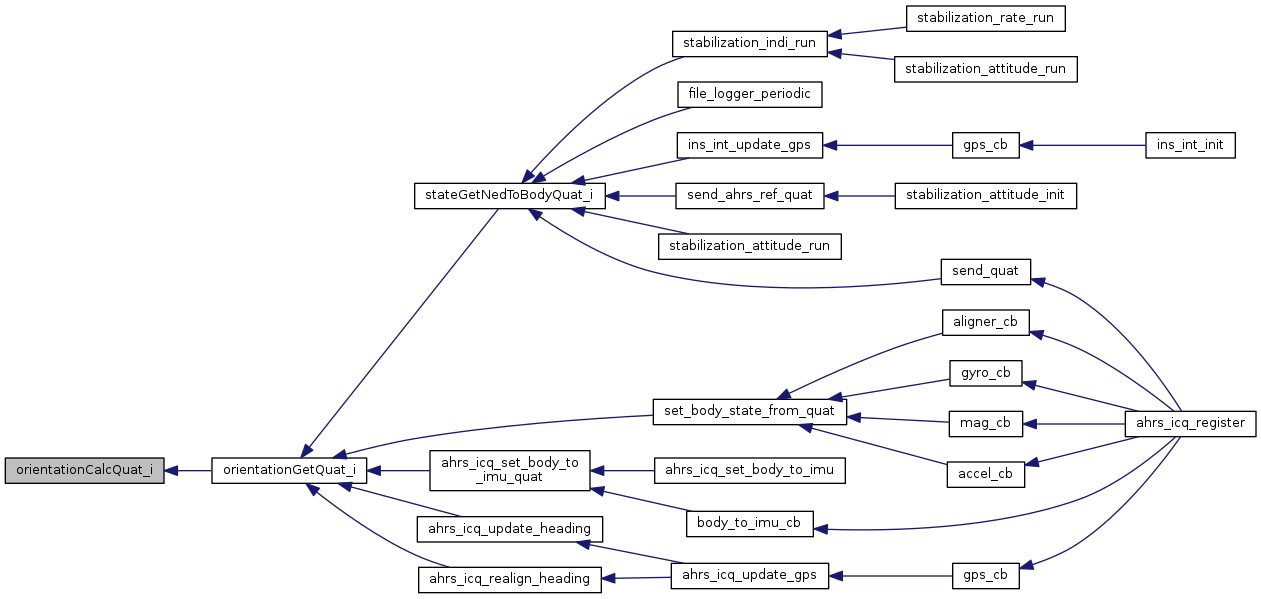 stabilization_rate_run
stabilization_indi_run
stabilization_attitude_run
file_logger_periodic
ins_int_update_gps
gps_cb
ins_int_init
stateGetNedToBodyQuat_i
send_ahrs_ref_quat
stabilization_attitude_init
stabilization_attitude_run
send_quat
aligner_cb
gyro_cb
set_body_state_from_quat
mag_cb
ahrs_icq_register
accel_cb
orientationCalcQuat_i
orientationGetQuat_i
ahrs_icq_set_body_to
_imu_quat
ahrs_icq_set_body_to_imu
body_to_imu_cb
ahrs_icq_update_heading
ahrs_icq_realign_heading
ahrs_icq_update_gps
gps_cb